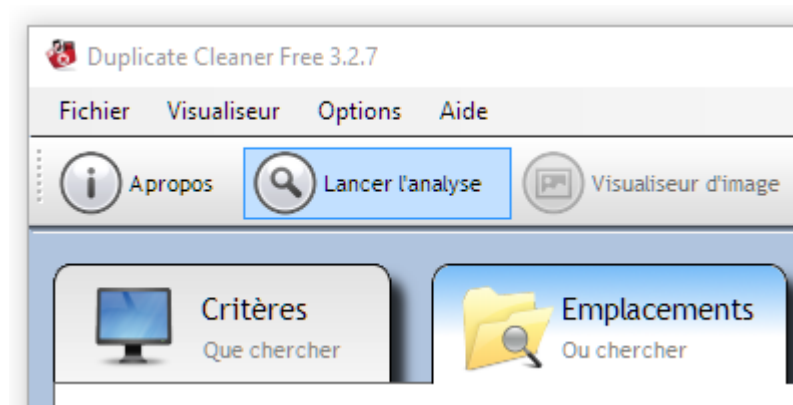 Duplicate Cleaner Free 3.2.7
Fichier Visualiseur Options Aide
Apropos Lancer l'analyse Visualiseur d'image
Critères Emplacements
Que chercher Ou chercher